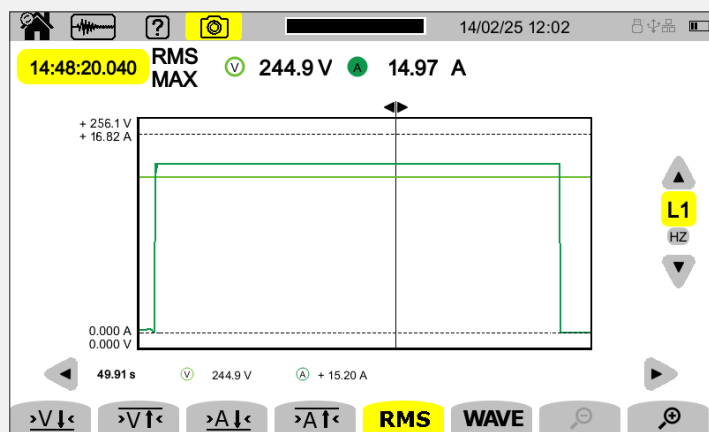 ? 14/02/25 12:02
14:48:20.040 RMS MAX V 244.9 V A 14.97 A
+ 256.1 V
+ 16.82 A
L1
HZ
0.000 A
0.000 V
49.91 s V 244.9 V A + 15.20 A
>V↓< >V↑< >A↓< >A↑< RMS WAVE